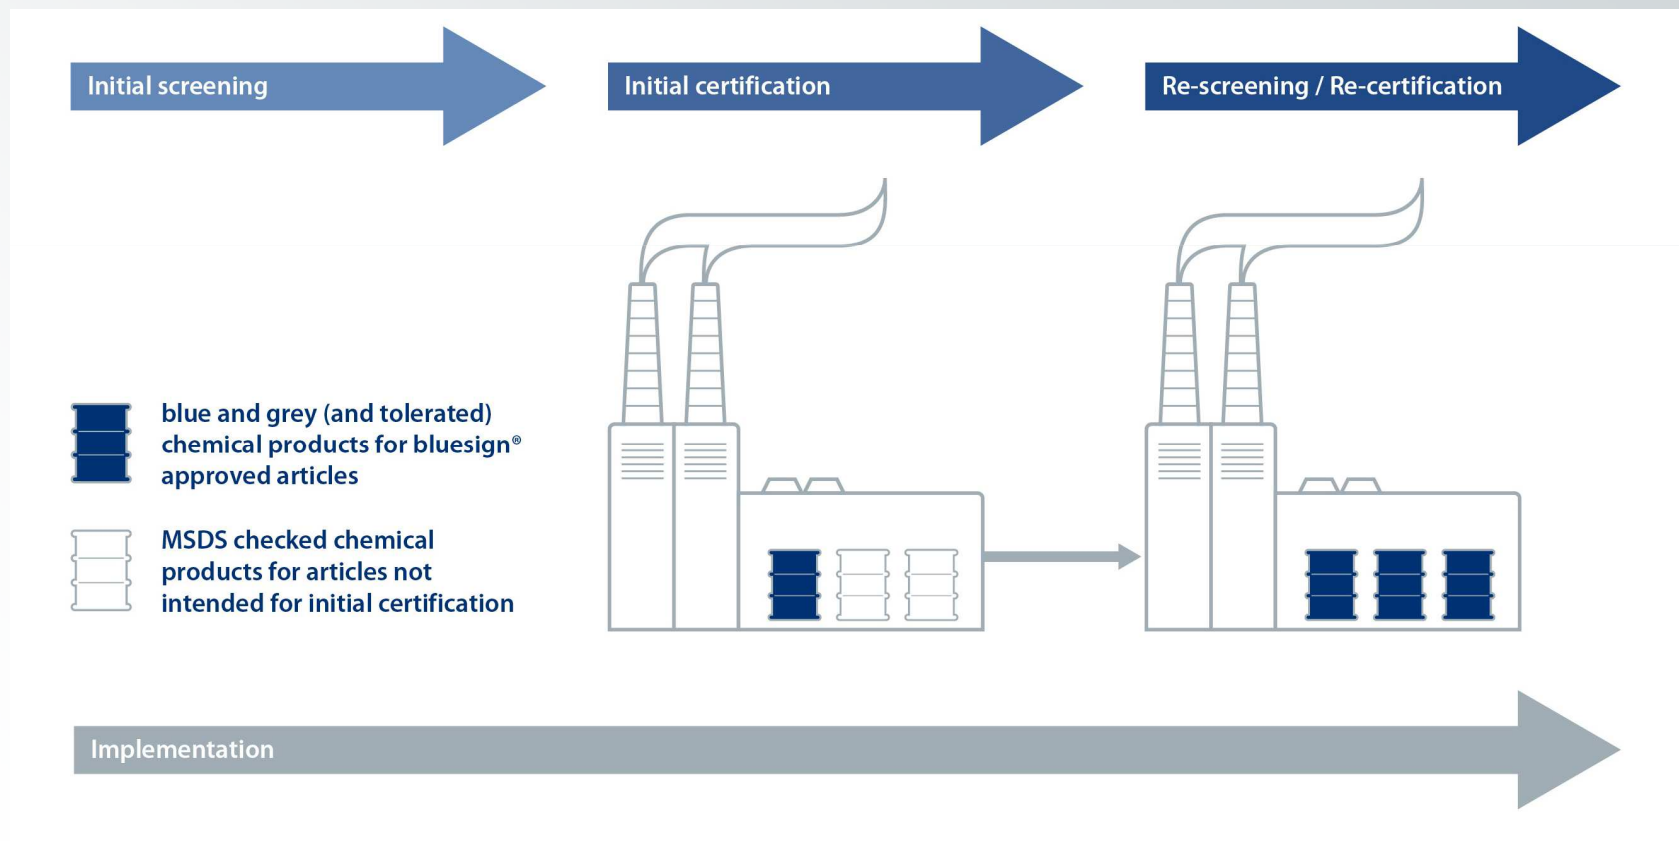 Initial screening
Initial certification
Re-screening / Re-certification
blue and grey (and tolerated)
chemical products for bluesign®
approved articles
MSDS checked chemical
products for articles not
intended for initial certification
Implementation